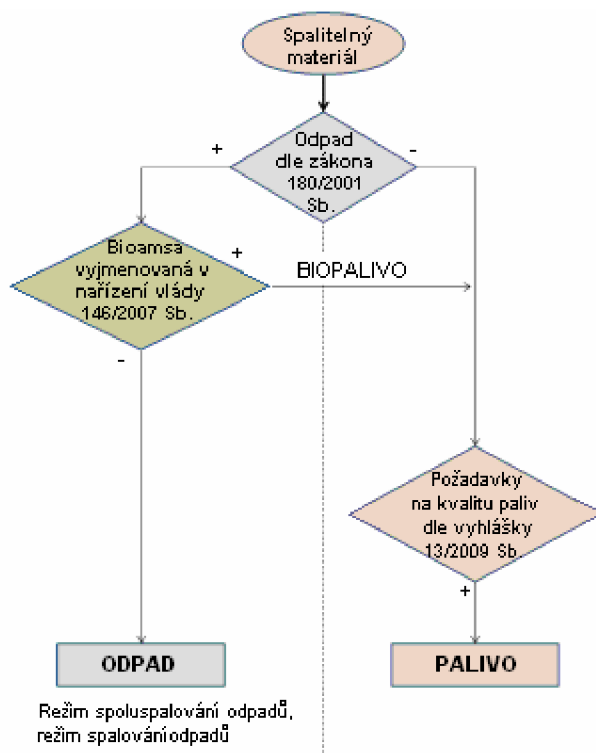 Spalitelný
materiál
Odpad
dle zákona
180/2001
Sb.
+
-
Bioamsa
vyjmenovaná v
nařízení vlády
146/2007 Sb.
+
BIOPALIVO
-
Požadavky
na kvalitu paliv
dle vyhlášky
13/2009 Sb.
+
ODPAD
PALIVO
Režim spoluspalování odpadů,
režim spalováníodpadů